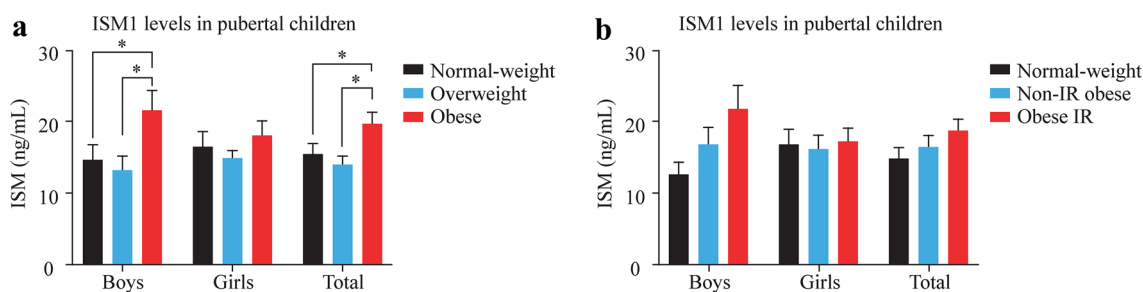 a
ISM1 levels in pubertal children
30
20
10
0
ISM (ng/mL)
*
*
*
*
Normal-weight
Overweight
Obese
Boys
Girls
Total
b
ISM1 levels in pubertal children
30
20
10
0
ISM (ng/mL)
Normal-weight
Non-IR obese
Obese IR
Boys
Girls
Total